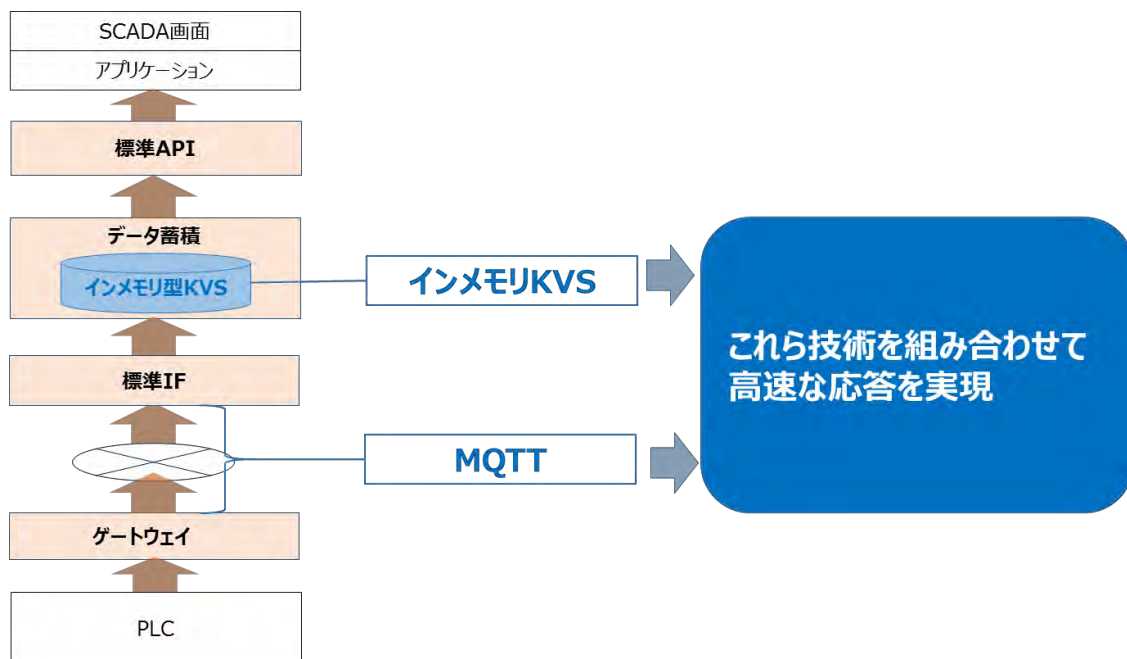 SCADA画面
アプリケーション
標準API
データ蓄積
インメモリ型KVS
標準IF
ゲートウェイ
PLC
インメモリKVS
MQTT
これら技術を組み合わせて
高速な応答を実現